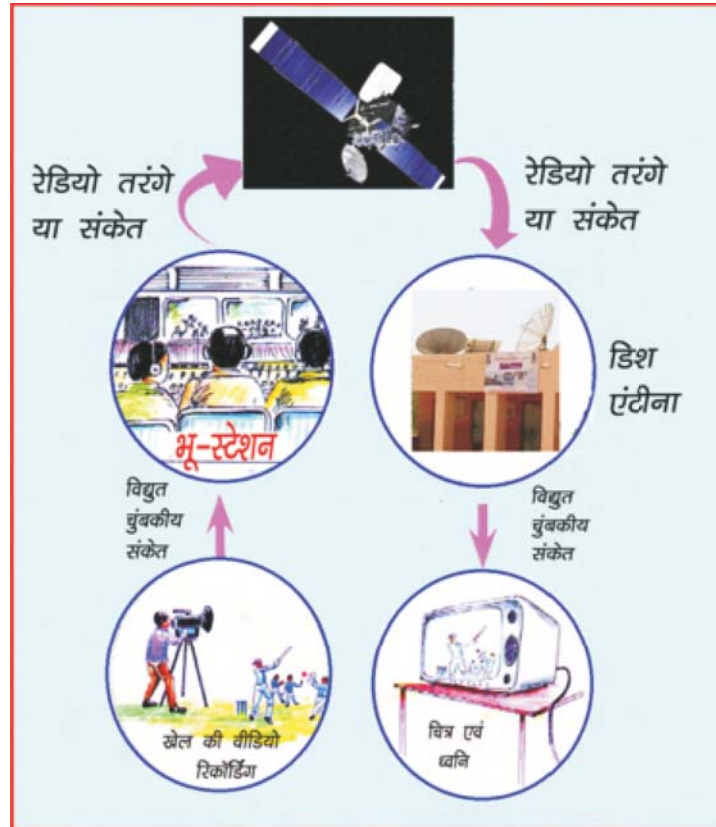 रेडियो तरंगे
या संकेत
रेडियो तरंगे
या संकेत
भू-स्टेशन
डिश
एंटीना
विद्युत
चुंबकीय
संकेत
विद्युत
चुंबकीय
संकेत
खेल की वीडियो
रिकॉर्डिंग
चित्र एवं
ध्वनि